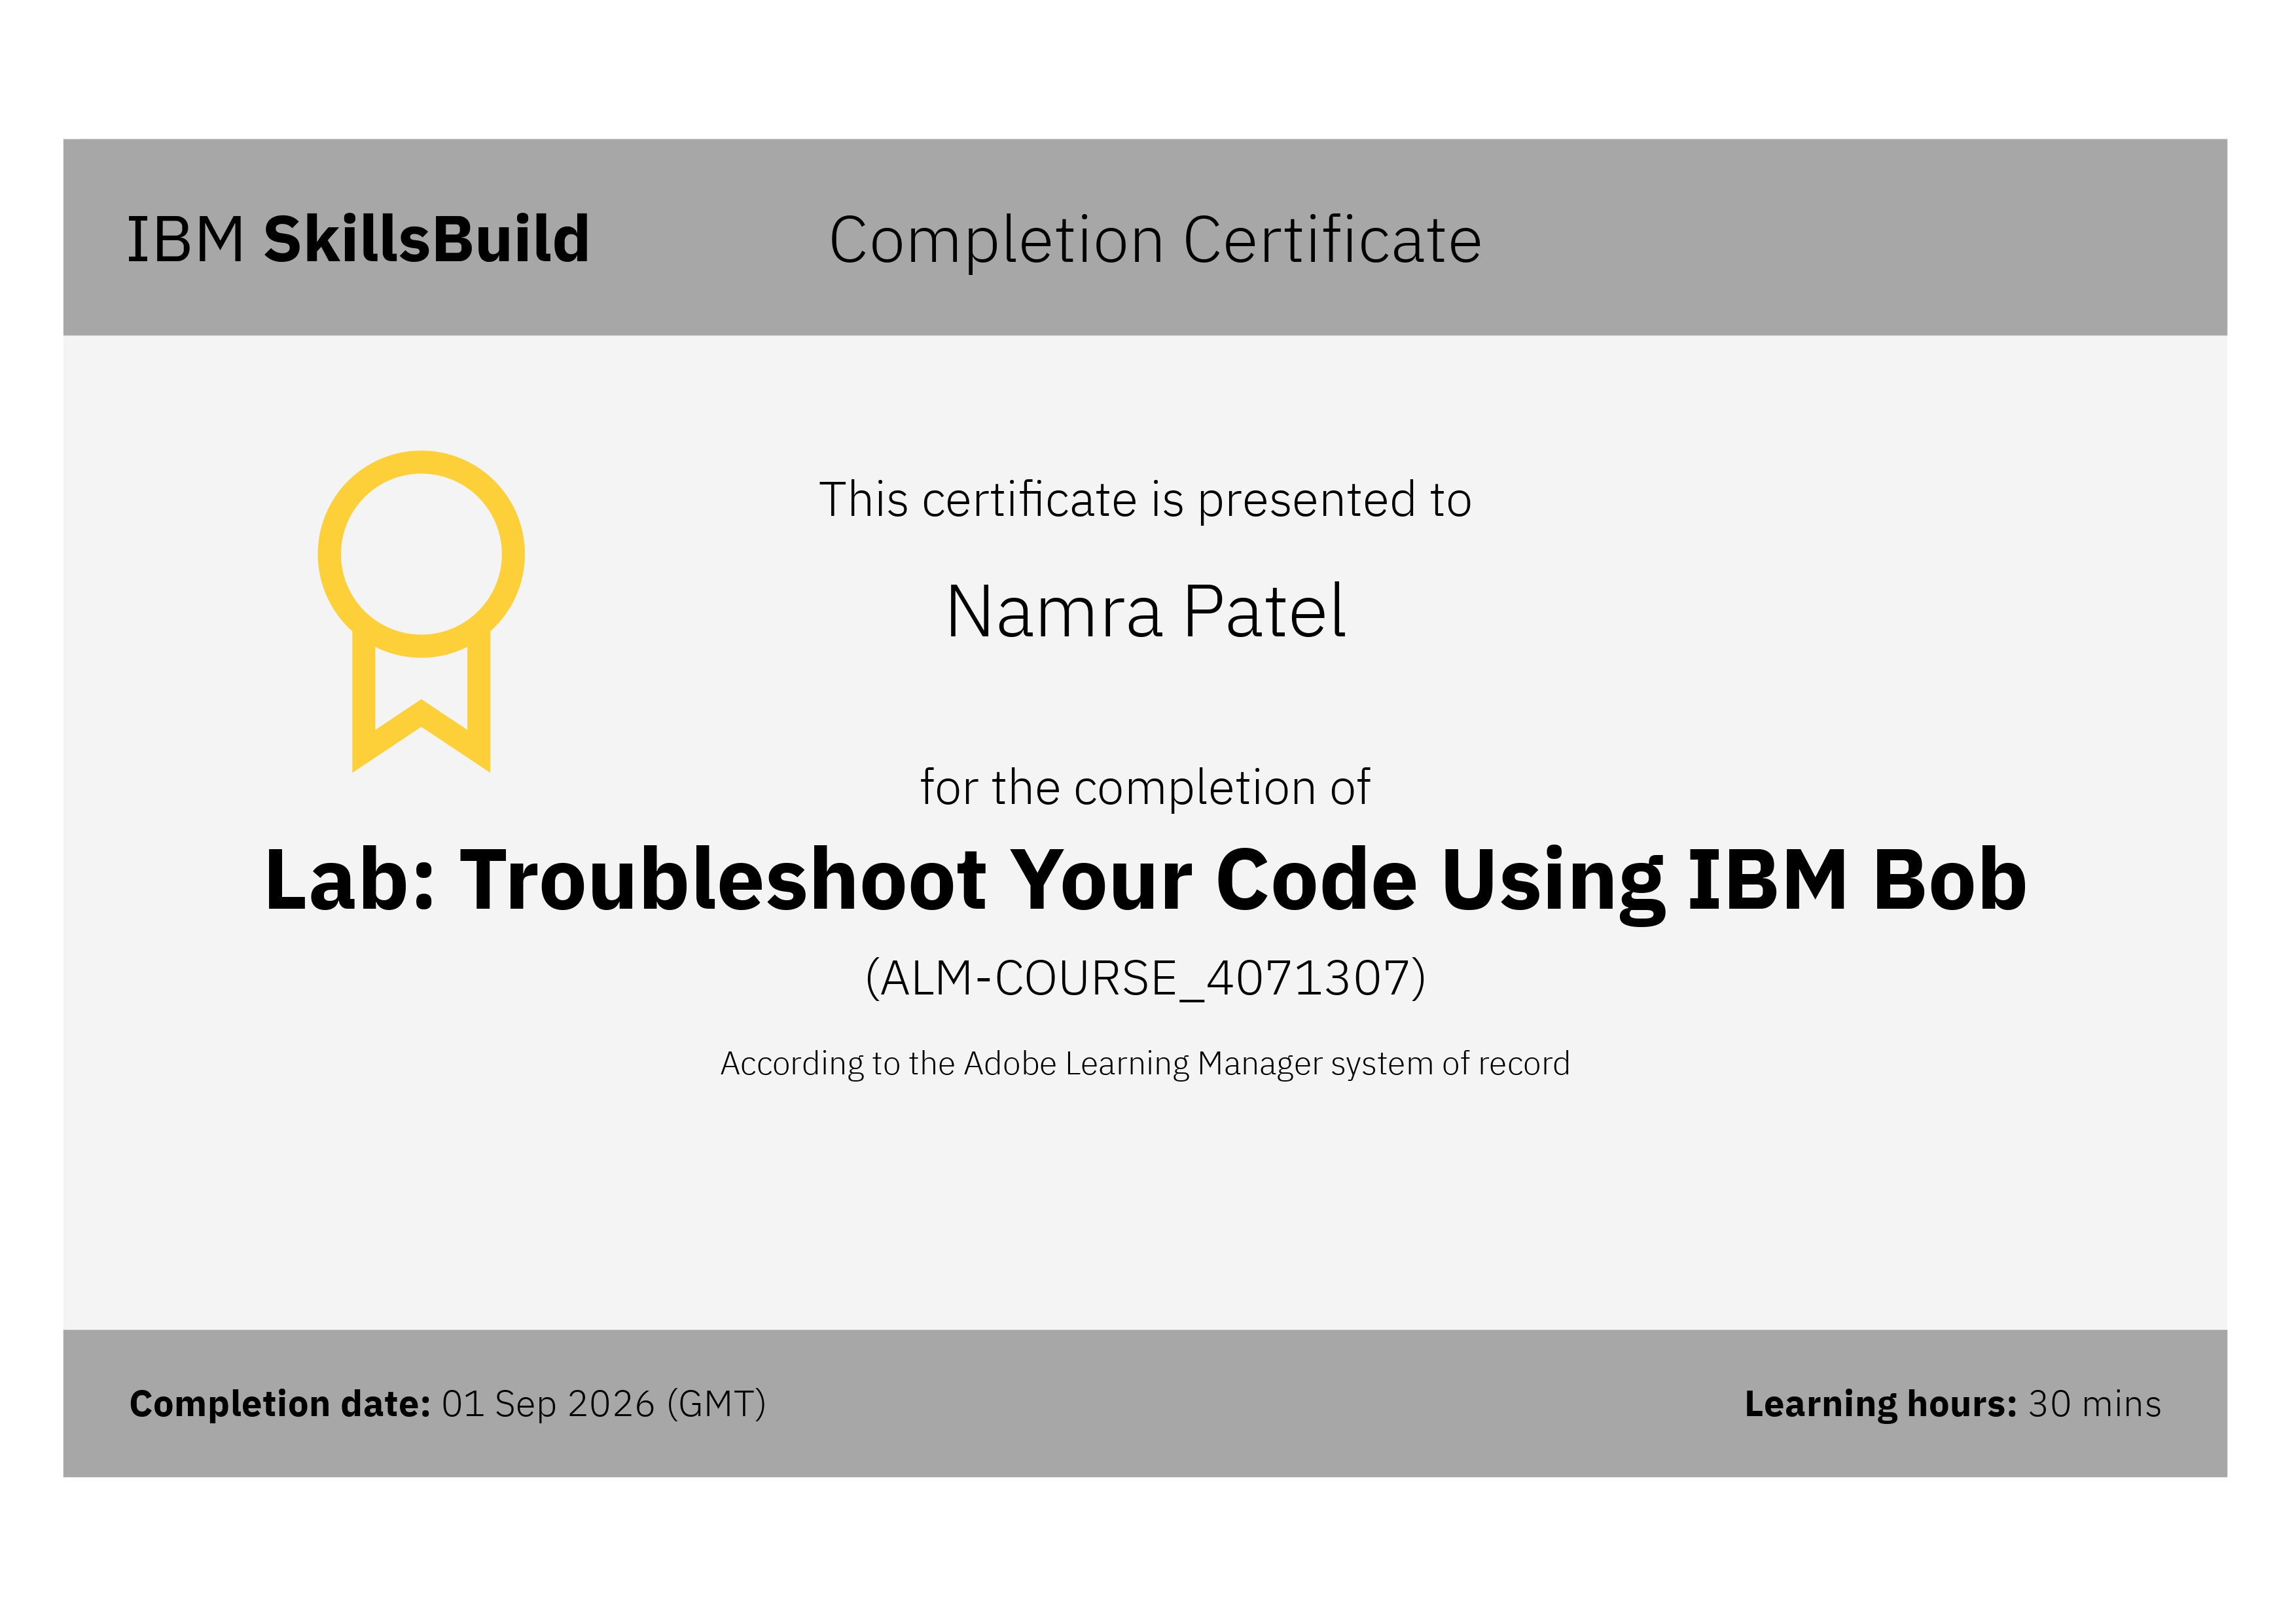 IBM SkillsBuild
Completion Certificate
This certificate is presented to
Namra Patel
for the completion of
Lab: Troubleshoot Your Code Using IBM Bob
(ALM-COURSE_4071307)
According to the Adobe Learning Manager system of record
Completion date: 01 Sep 2026 (GMT)
Learning hours: 30 mins